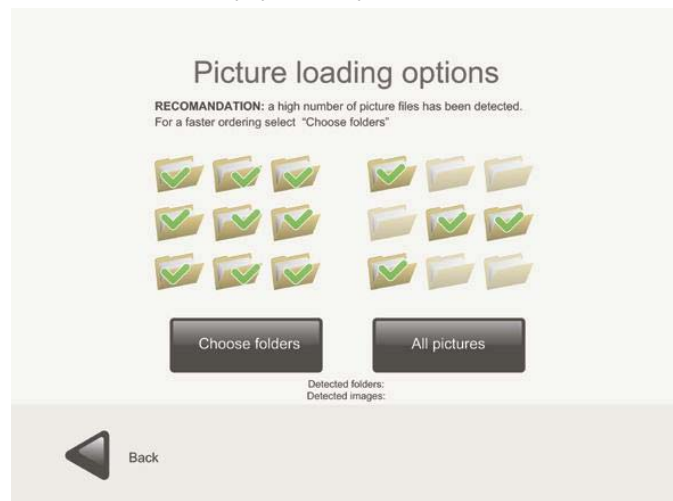 Picture loading options
RECOMANDATION: a high number of picture files has been detected.
For a faster ordering select "Choose folders"
Choose folders
All pictures
Detected folders:
Detected images:
Back